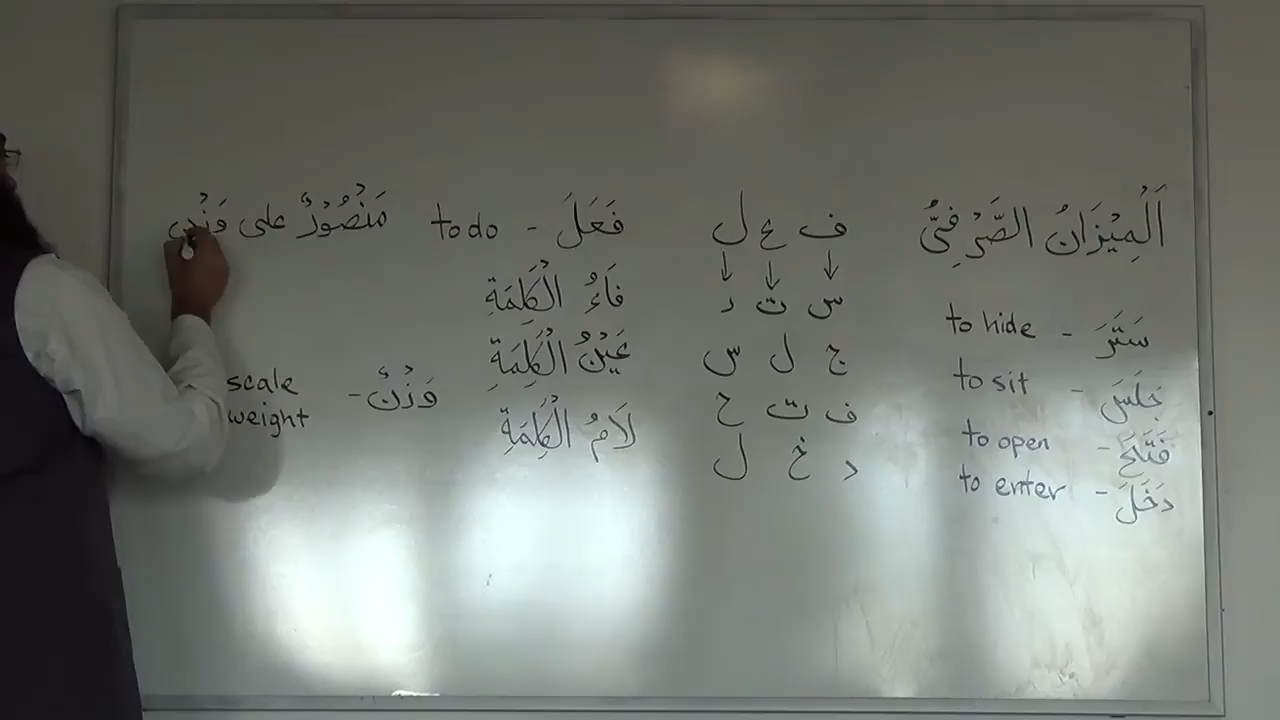 اَلْمِيْزَانُ الصَّرْفِىُّ
سَتَرَ - to hide
جَلَسَ - to sit
فَتَحَ - to open
دَخَلَ - to enter
ف ع ل
↓ ↓ ↓
س ت ر
ج ل س
ف ت ح
د خ ل
فَعَلَ - to do
فَاءُ الْكَلِمَةِ
عَيْنُ الْكَلِمَةِ
لَامُ الْكَلِمَةِ
مَنْصُوْرٌ على وَزْنِ
وَزْنٌ - scale
weight